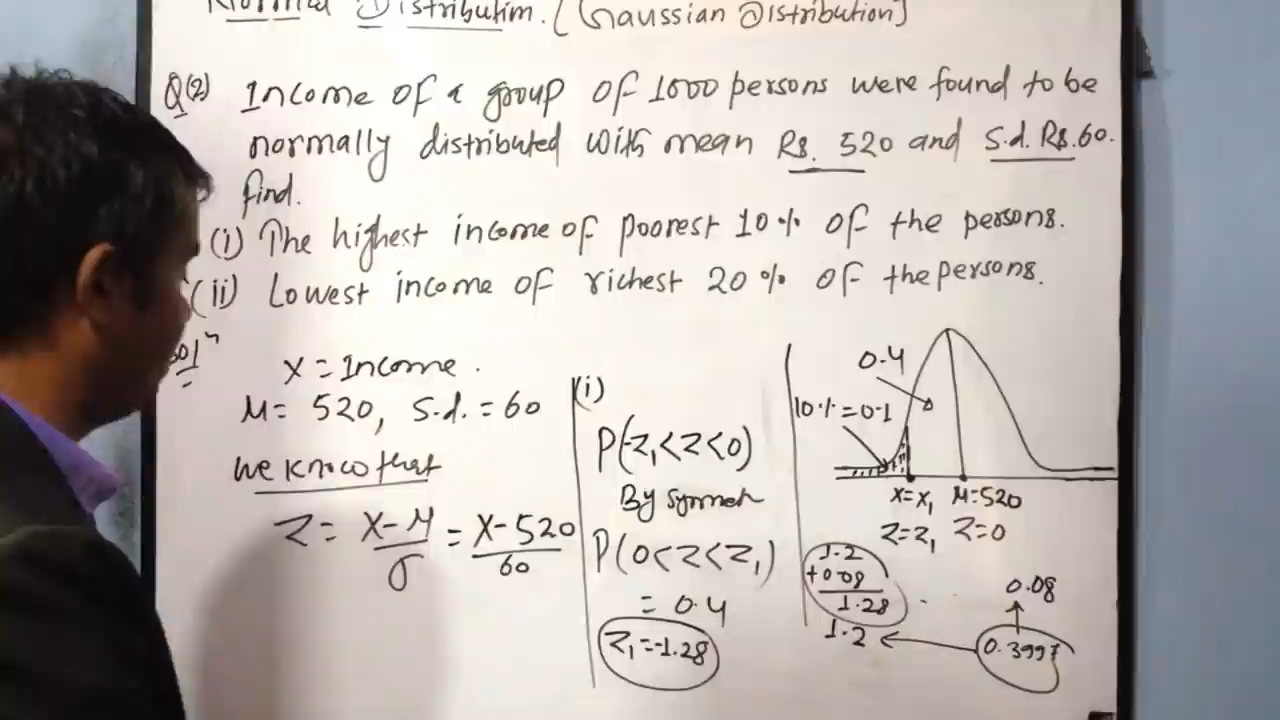 Normal Distribution. (Gaussian Distribution)
Q(2) Income of a group of 1000 persons were found to be
normally distributed with mean Rs. 520 and S.d. Rs. 60.
find.
(i) The highest income of poorest 10% of the persons.
(ii) Lowest income of richest 20% of the persons.
Solⁿ
X = Income.
μ = 520, S.d. = 60
We know that
Z = X-μ/σ = X-520/60
(i)
P(-z₁<z<0)
By symmet
P(0<z<z₁)
= 0.4
z₁=-1.28
0.4
10%=0.1
X=x₁ μ=520
Z=z₁ Z=0
1.2
+0.08
1.28
1.2
0.08
0.3997